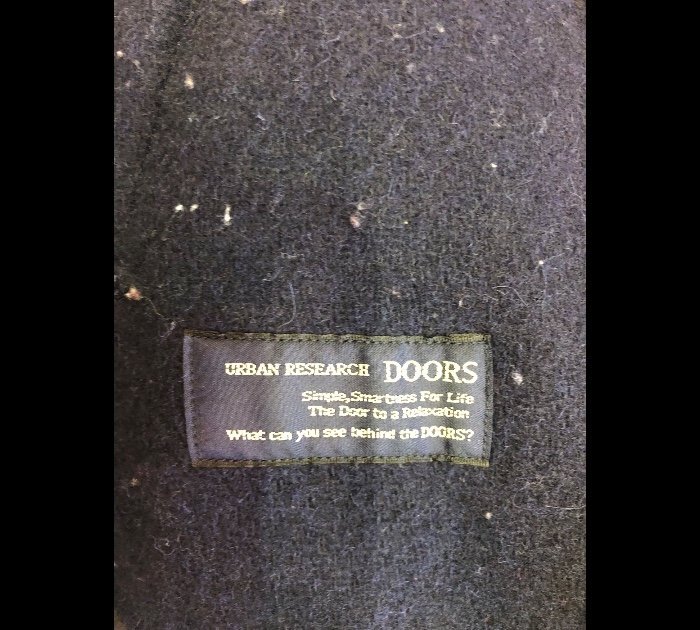 URBAN RESEARCH DOORS
Simple,Smartness For Life
The Door to a Relaxation
What can you see behind the DOORS?